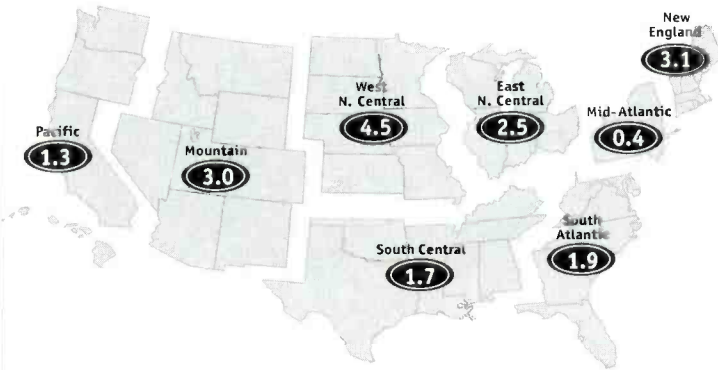 New
England
3.1
West
N. Central
4.5
East
N. Central
2.5
Mid-Atlantic
0.4
Pacific
1.3
Mountain
3.0
South
Atlantic
1.9
South Central
1.7